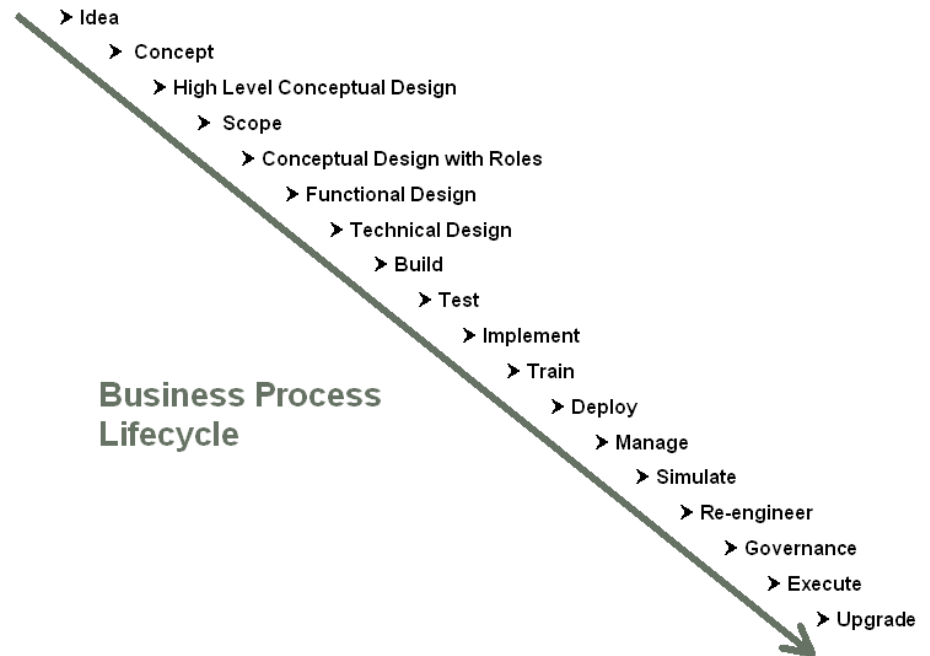 Idea
Concept
High Level Conceptual Design
Scope
Conceptual Design with Roles
Functional Design
Technical Design
Build
Test
Implement
Train
Deploy
Manage
Simulate
Re-engineer
Governance
Execute
Upgrade
Business Process
Lifecycle